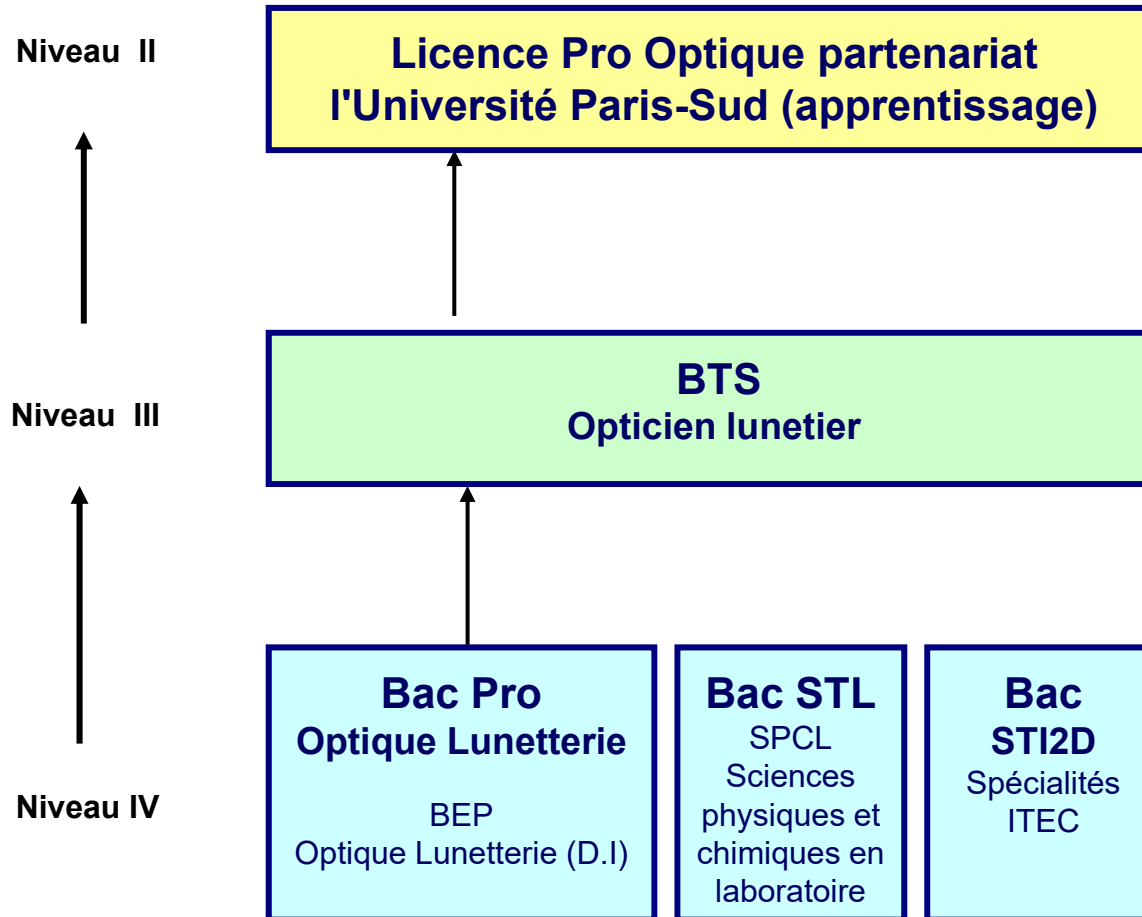 Niveau II
Licence Pro Optique partenariat
l'Université Paris-Sud (apprentissage)
Niveau III
BTS
Opticien lunetier
Niveau IV
Bac Pro
Optique Lunetterie
BEP
Optique Lunetterie (D.I)
Bac STL
SPCL
Sciences
physiques et
chimiques en
laboratoire
Bac
STI2D
Spécialités
ITEC